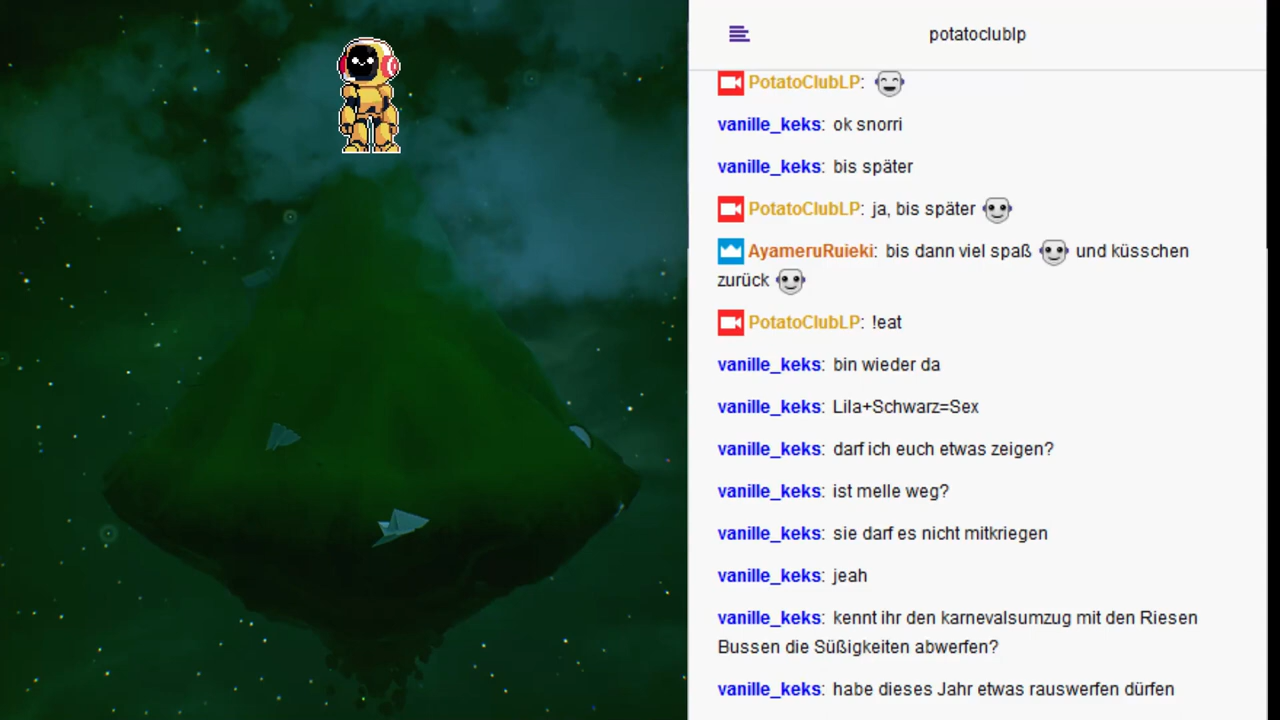 potatoclublp
PotatoClubLP:
vanille_keks: ok snorri
vanille_keks: bis später
PotatoClubLP: ja, bis später
AyameruRuieki: bis dann viel spaß und küsschen
zurück
PotatoClubLP: !eat
vanille_keks: bin wieder da
vanille_keks: Lila+Schwarz=Sex
vanille_keks: darf ich euch etwas zeigen?
vanille_keks: ist melle weg?
vanille_keks: sie darf es nicht mitkriegen
vanille_keks: jeah
vanille_keks: kennt ihr den karnevalsumzug mit den Riesen
Bussen die Süßigkeiten abwerfen?
vanille_keks: habe dieses Jahr etwas rauswerfen dürfen